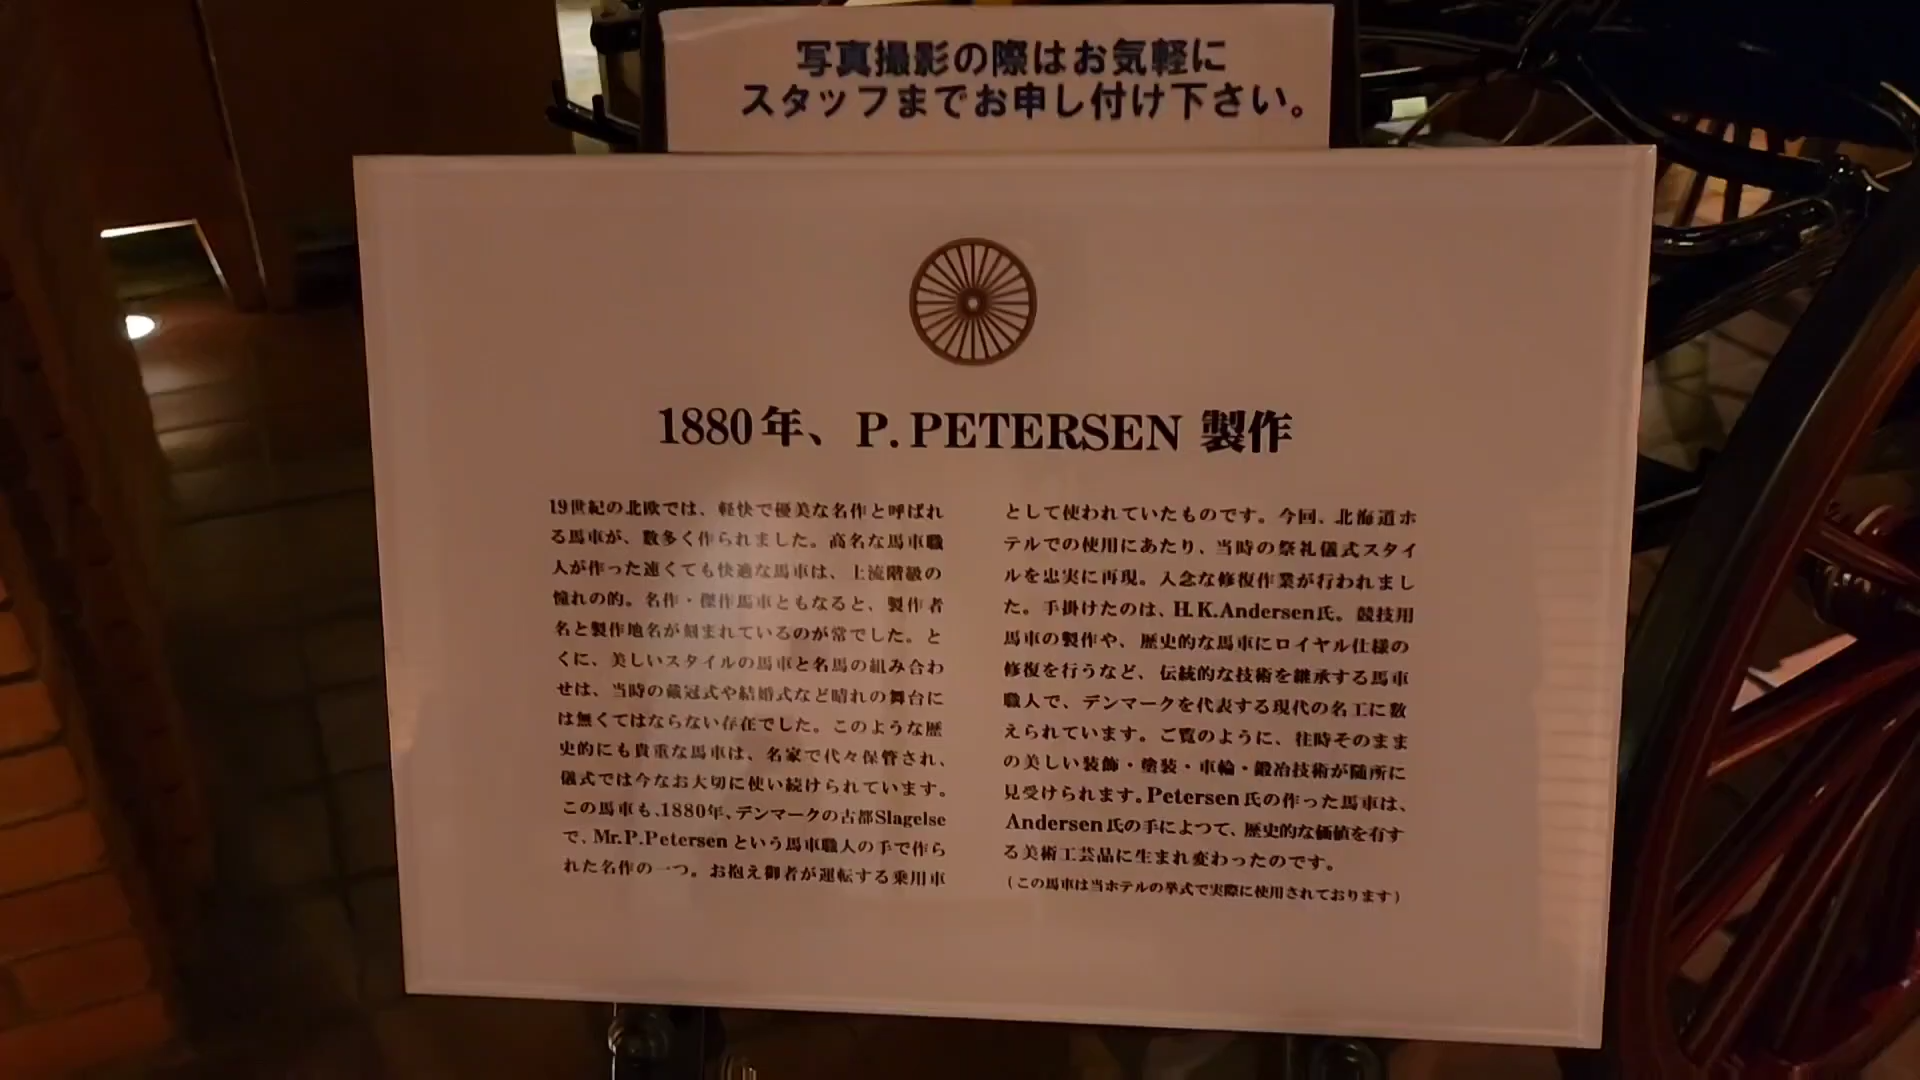 写真撮影の際はお気軽に
スタッフまでお申し付け下さい。
1880年、P. PETERSEN 製作
19世紀の北欧では、軽快で優美な名作と呼ばれ
る馬車が、数多く作られました。高名な馬車職
人が作った速くても快適な馬車は、上流階級の
憧れの的。名作・傑作馬車ともなると、製作者
名と製作地名が刻まれているのが常でした。と
くに、美しいスタイルの馬車と名馬の組み合わ
せは、当時の戴冠式や結婚式など晴れの舞台に
は無くてはならない存在でした。このような歴
史的にも貴重な馬車は、名家で代々保管され、
儀式では今なお大切に使い続けられています。
この馬車も、1880年、デンマークの古都Slagelse
で、Mr.P.Petersenという馬車職人の手で作ら
れた名作の一つ。お抱え御者が運転する乗用車
として使われていたものです。今回、北海道ホ
テルでの使用にあたり、当時の祭礼儀式スタイ
ルを忠実に再現。入念な修復作業が行われまし
た。手掛けたのは、H.K.Andersen氏。競技用
馬車の製作や、歴史的な馬車にロイヤル仕様の
修復を行うなど、伝統的な技術を継承する馬車
職人で、デンマークを代表する現代の名工に数
えられています。ご覧のように、往時そのまま
の美しい装飾・塗装・車輪・鍛冶技術が随所に
見受けられます。Petersen氏の作った馬車は、
Andersen氏の手によつて、歴史的な価値を有す
る美術工芸品に生まれ変わったのです。
（この馬車は当ホテルの挙式で実際に使用されております）